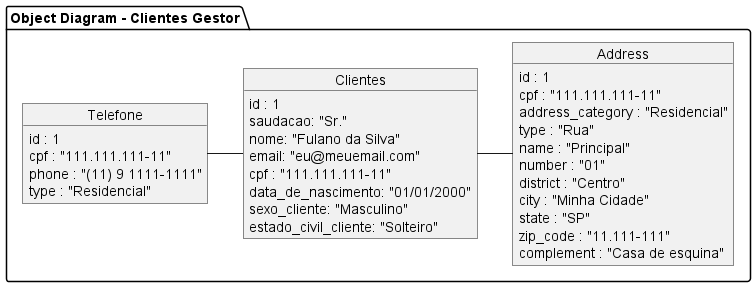 Object Diagram - Clientes Gestor
Telefone
id : 1
cpf : "111.111.111-11"
phone : "(11) 9 1111-1111"
type : "Residencial"
Clientes
id : 1
saudacao: "Sr."
nome: "Fulano da Silva"
email: "eu@meuemail.com"
cpf : "111.111.111-11"
data_de_nascimento: "01/01/2000"
sexo_cliente: "Masculino"
estado_civil_cliente: "Solteiro"
Address
id : 1
cpf : "111.111.111-11"
address_category : "Residencial"
type : "Rua"
name : "Principal"
number : "01"
district : "Centro"
city : "Minha Cidade"
state : "SP"
zip_code : "11.111-111"
complement : "Casa de esquina"